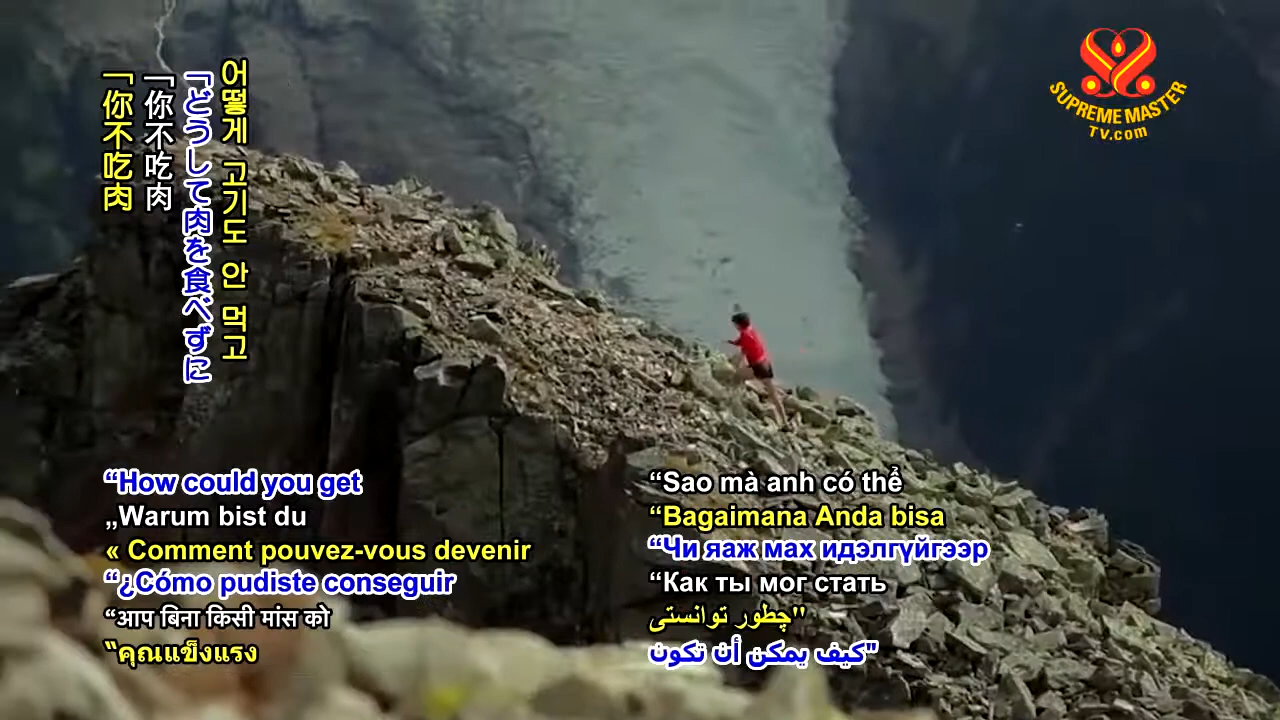 어떻게 고기도 안 먹고
「どうして肉を食べずに
「你不吃肉
「你不吃肉
SUPREME MASTER
TV.com
“How could you get
„Warum bist du
« Comment pouvez-vous devenir
“¿Cómo pudiste conseguir
“आप बिना किसी मांस को
“คุณแข็งแรง
“Sao mà anh có thể
“Bagaimana Anda bisa
“Чи яаж мах идэлгүйгээр
“Как ты мог стать
"چطور توانستی
"كيف يمكن أن تكون